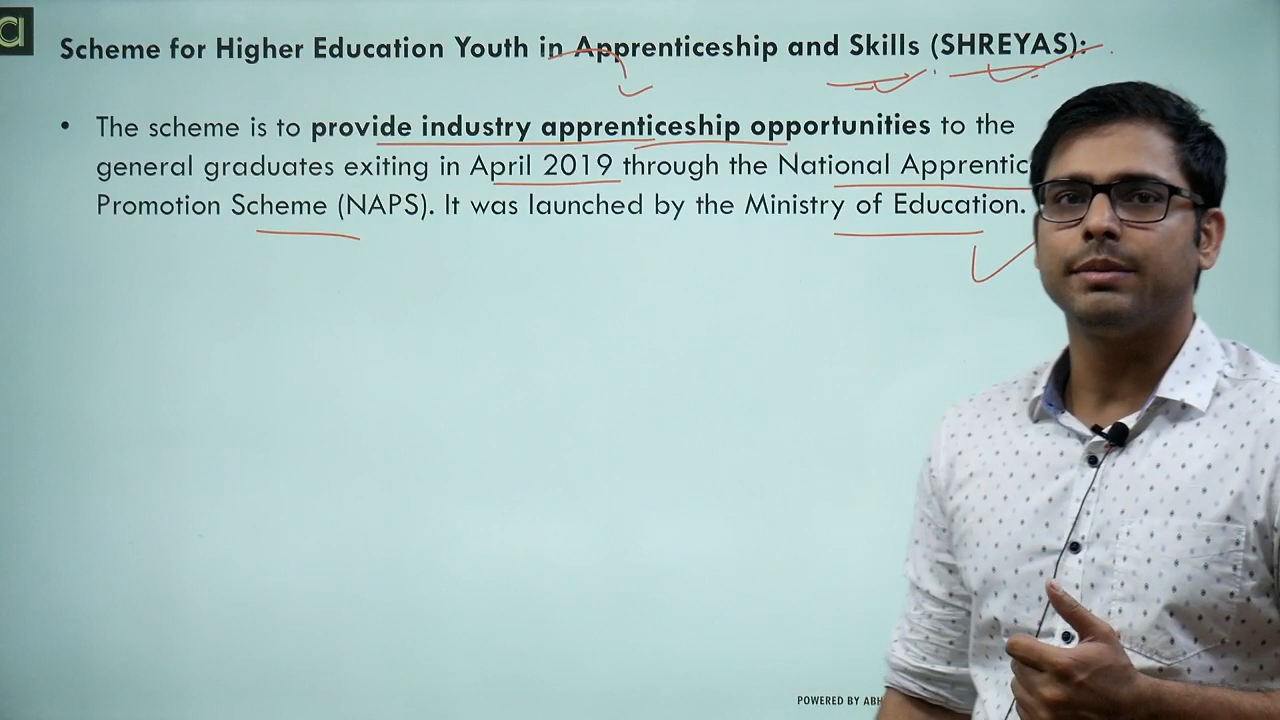 Scheme for Higher Education Youth in Apprenticeship and Skills (SHREYAS):
• The scheme is to provide industry apprenticeship opportunities to the
general graduates exiting in April 2019 through the National
Promotion Scheme (NAPS). It was launched by the Ministry of Education.
POWERED BY